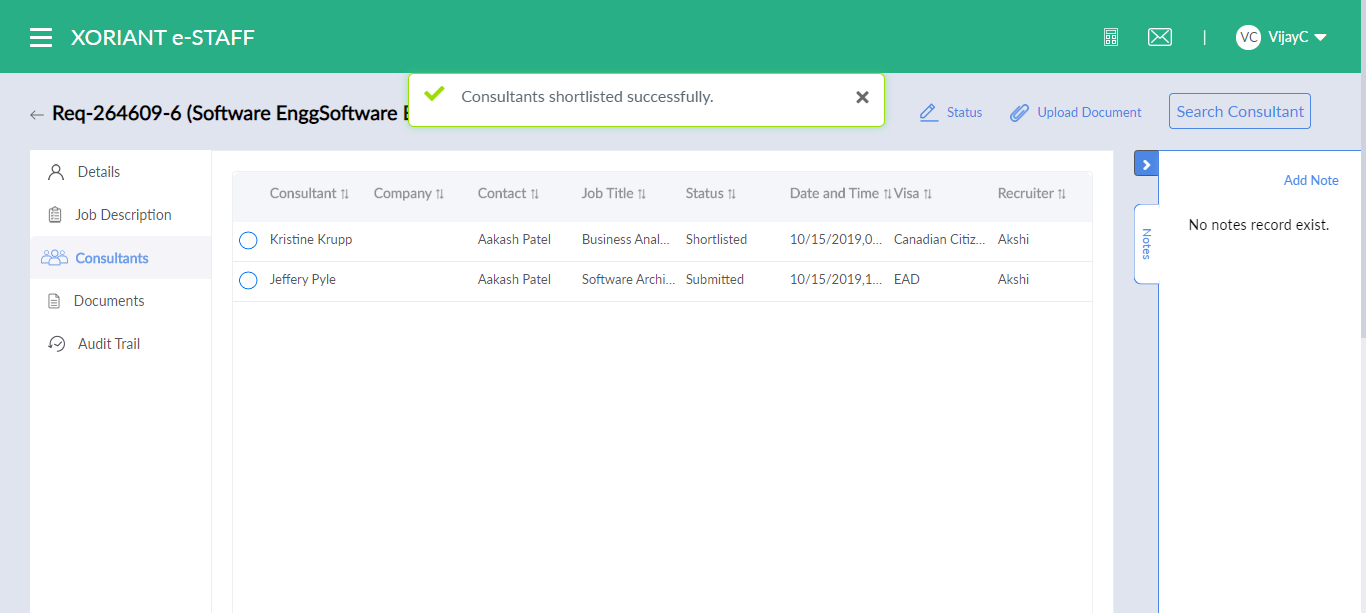 XORIANT e-STAFF
|
VC VijayC
Consultants shortlisted successfully.
Req-264609-6 (Software EnggSoftware
Status
Upload Document
Search Consultant
Details
Job Description
Consultants
Documents
Audit Trail
Consultant Company Contact Job Title Status Date and Time Visa Recruiter
Kristine Krupp Aakash Patel Business Anal... Shortlisted 10/15/2019,0... Canadian Citiz... Akshi
Jeffery Pyle Aakash Patel Software Archi... Submitted 10/15/2019,1... EAD Akshi
Add Note
Notes
No notes record exist.